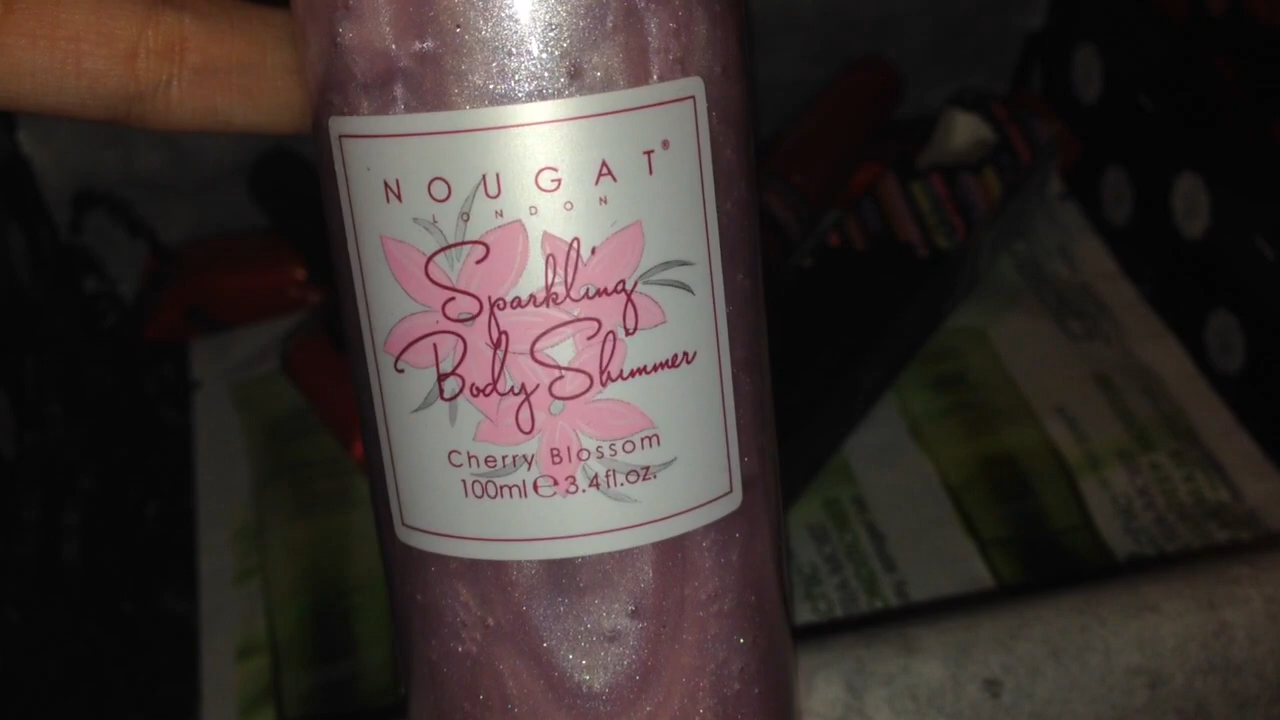 NOUGAT®
LONDON
Sparkling
Body Shimmer
Cherry Blossom
100ml ℮ 3.4fl.oz.